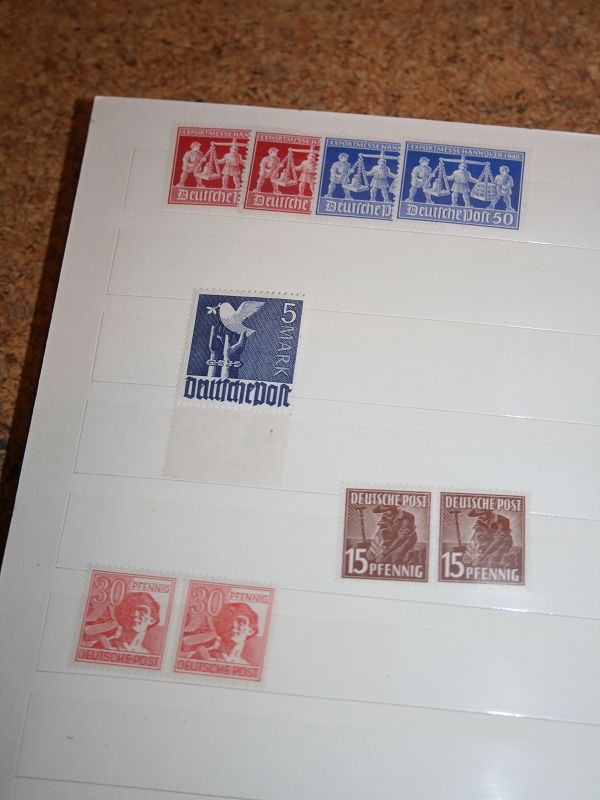 EXPORTMESSE HANN
Deutsche P
EXPORTMESSE HA
Deutsche
EXPORTMESSE HANN
Deutsche P
EXPORTMESSE HANNOVER 1948
Deutsche Post 50
5 MARK
Deutsche Post
DEUTSCHE POST
15 PFENNIG
DEUTSCHE POST
15 PFENNIG
30 PFENNIG
DEUTSCHE POST
30 PFENNIG
DEUTSCHE POST